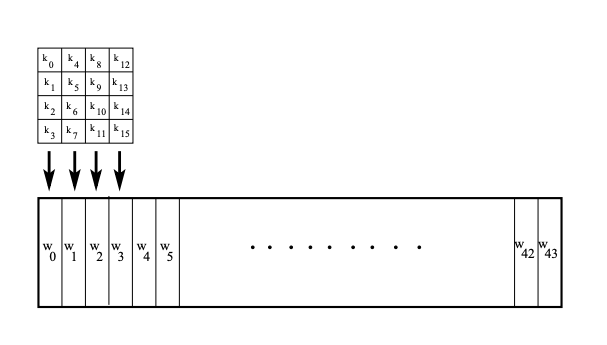 k0 k4 k8 k12
k1 k5 k9 k13
k2 k6 k10 k14
k3 k7 k11 k15
w0 w1 w2 w3 w4 w5 . . . . . . . . . w42 w43